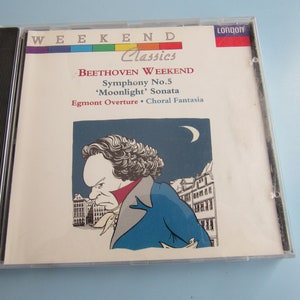 WEEKEND
Classics
LONDON
BEETHOVEN WEEKEND
Symphony No.5
'Moonlight' Sonata
Egmont Overture • Choral Fantasia